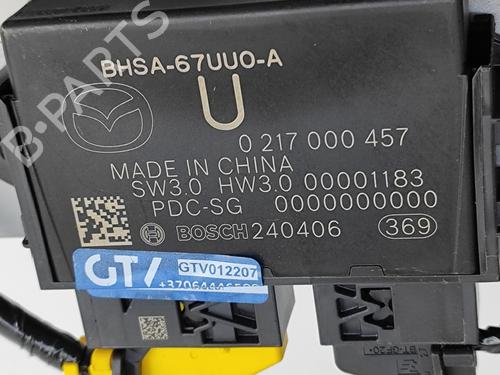 B-PARTS
BHSA-67UU0-A
U
0 217 000 457
MADE IN CHINA
SW3.0 HW3.0 00001183
PDC-SG 0000000000
BOSCH 240406 369
GTV
GTV012207